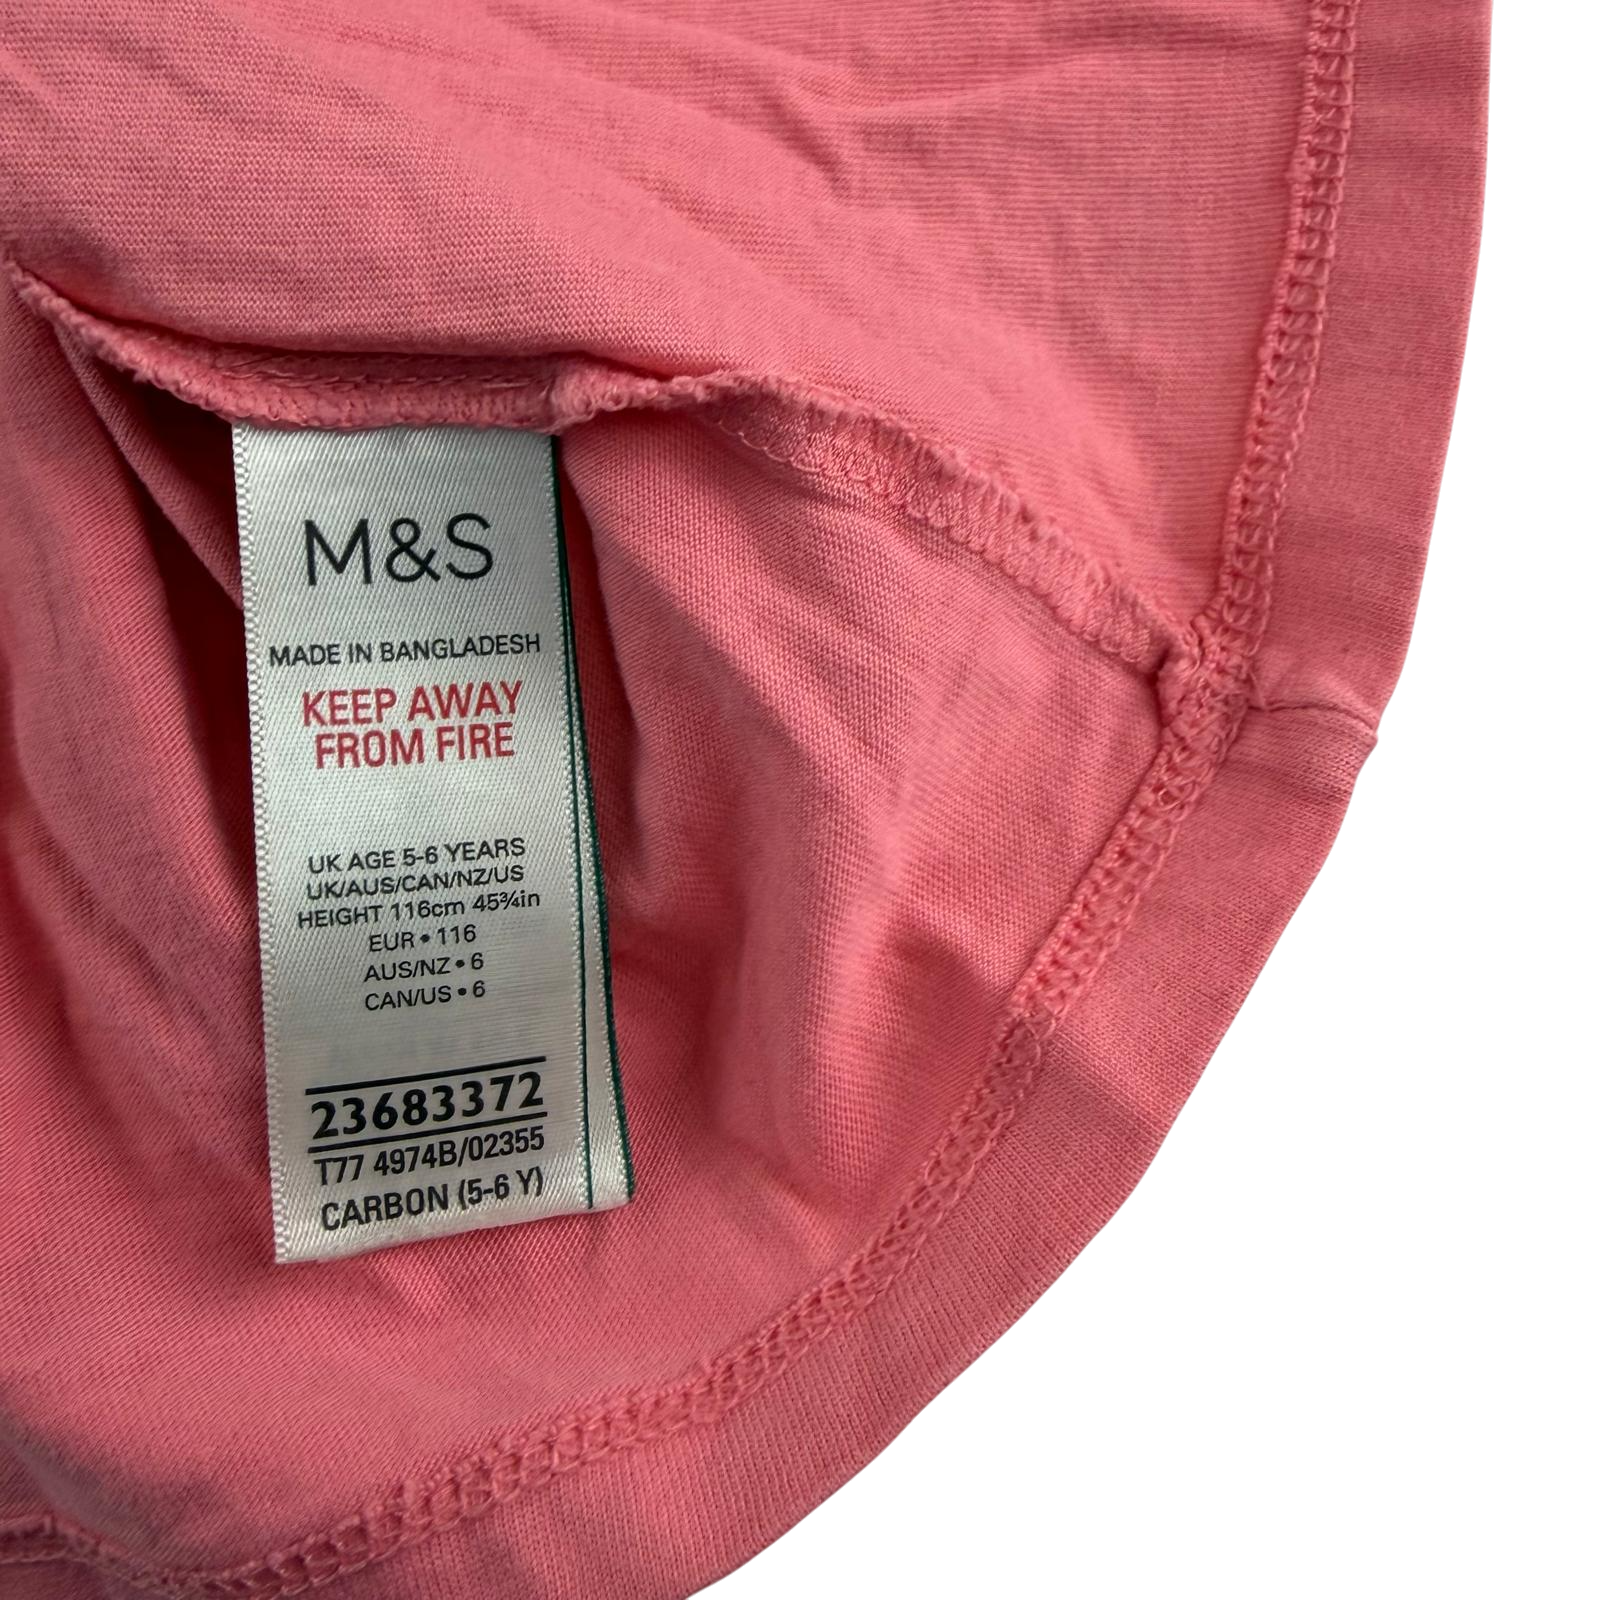 M&S
MADE IN BANGLADESH
KEEP AWAY
FROM FIRE
UK AGE 5-6 YEARS
UK/AUS/CAN/NZ/US
HEIGHT 116cm 45¾in
EUR • 116
AUS/NZ • 6
CAN/US • 6
23683372
T77 4974B/02355
CARBON (5-6 Y)